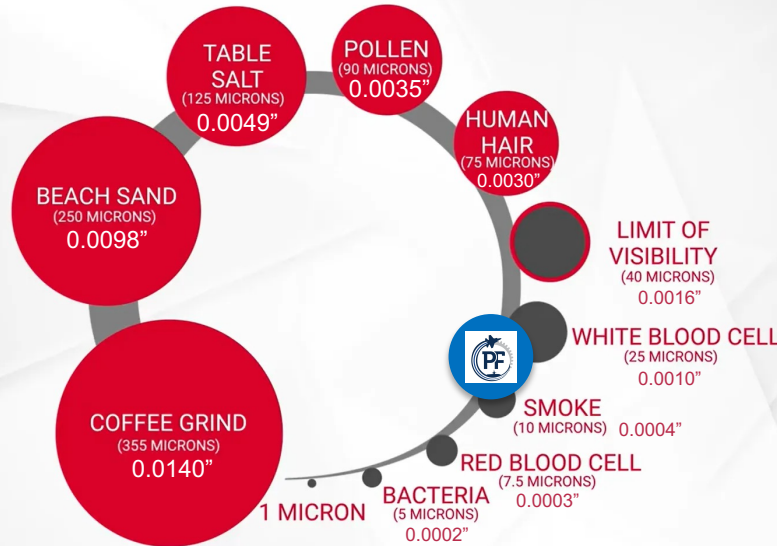 TABLE
SALT
(125 MICRONS)
0.0049”
POLLEN
(90 MICRONS)
0.0035”
HUMAN
HAIR
(75 MICRONS)
0.0030”
BEACH SAND
(250 MICRONS)
0.0098”
LIMIT OF
VISIBILITY
(40 MICRONS)
0.0016”
WHITE BLOOD CELL
(25 MICRONS)
0.0010”
PF
COFFEE GRIND
(355 MICRONS)
0.0140”
SMOKE
(10 MICRONS) 0.0004”
RED BLOOD CELL
(7.5 MICRONS)
0.0003”
BACTERIA
(5 MICRONS)
0.0002”
1 MICRON